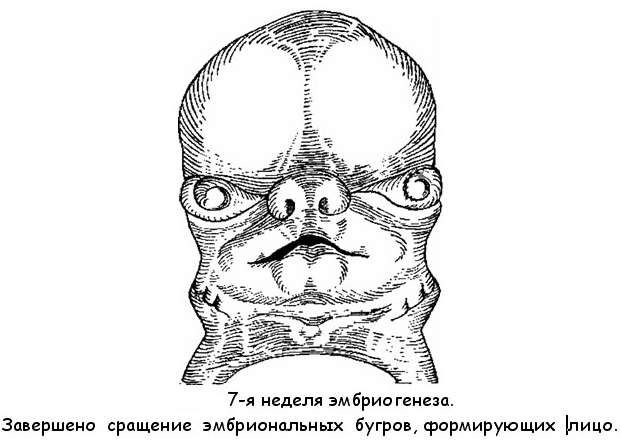 7-я неделя эмбриогенеза.
Завершено сращение эмбриональных бугров, формирующих лицо.